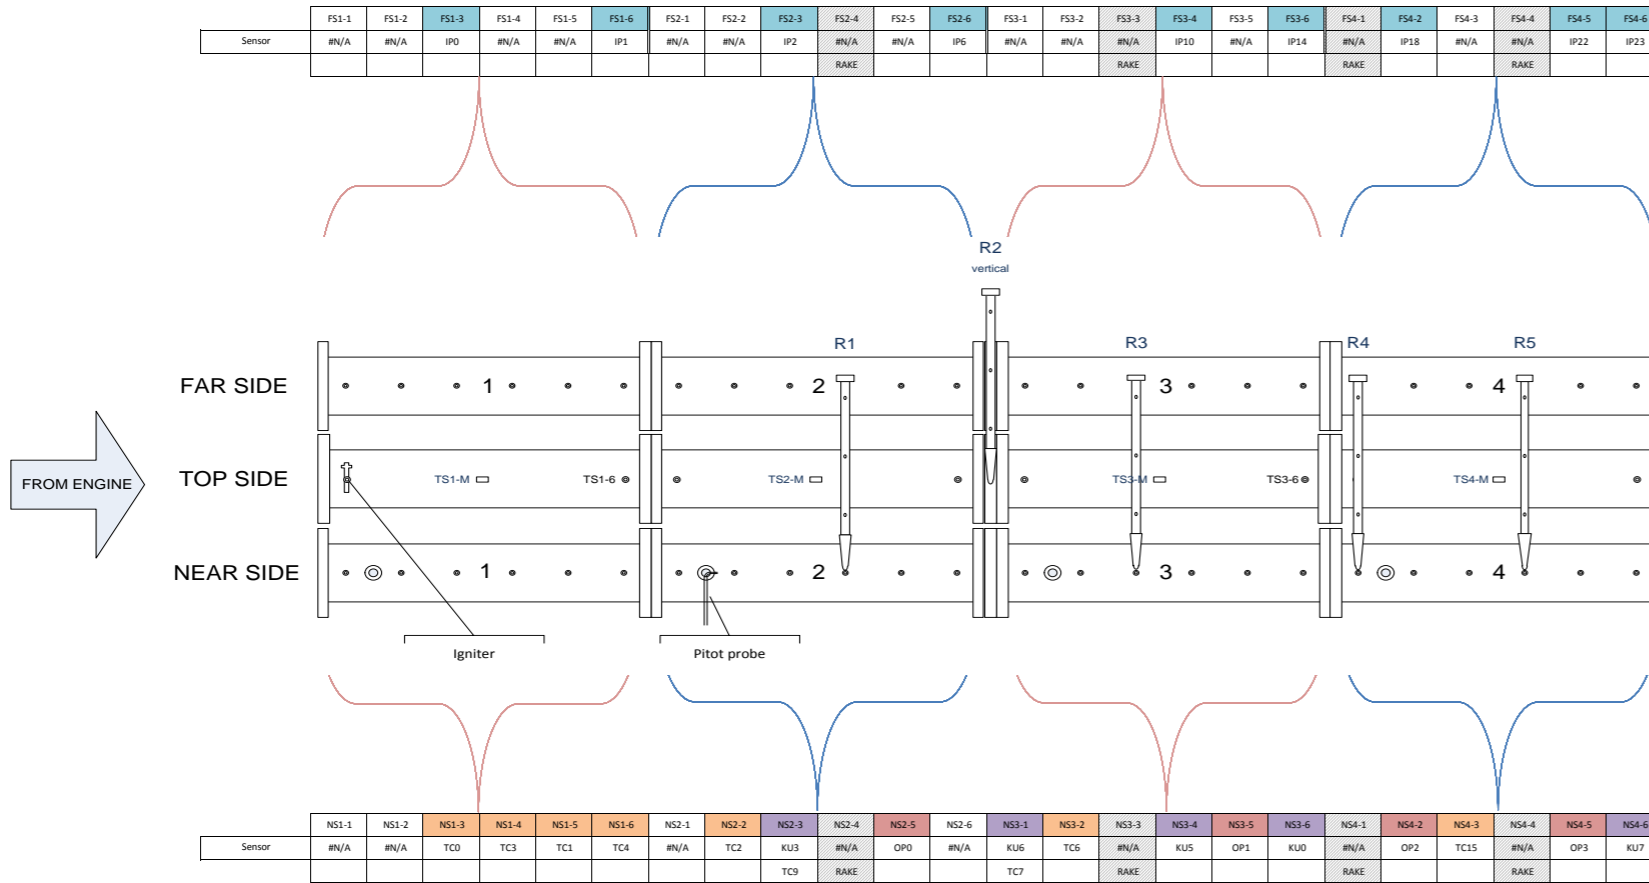 FS1-1 FS1-2 FS1-3 FS1-4 FS1-5 FS1-6 FS2-1 FS2-2 FS2-3 FS2-4 FS2-5 FS2-6 FS3-1 FS3-2 FS3-3 FS3-4 FS3-5 FS3-6 FS4-1 FS4-2 FS4-3 FS4-4 FS4-5 FS4-6
Sensor #N/A #N/A IP0 #N/A #N/A IP1 #N/A #N/A IP2 #N/A #N/A IP6 #N/A #N/A #N/A IP10 #N/A IP14 #N/A IP18 #N/A #N/A IP22 IP23
RAKE RAKE RAKE RAKE
R2
vertical
R1 R3 R4 R5
FAR SIDE 1 2 3 4
FROM ENGINE TOP SIDE TS1-M TS1-6 TS2-M TS3-M TS3-6 TS4-M
NEAR SIDE 1 2 3 4
Igniter Pitot probe
NS1-1 NS1-2 NS1-3 NS1-4 NS1-5 NS1-6 NS2-1 NS2-2 NS2-3 NS2-4 NS2-5 NS2-6 NS3-1 NS3-2 NS3-3 NS3-4 NS3-5 NS3-6 NS4-1 NS4-2 NS4-3 NS4-4 NS4-5 NS4-6
Sensor #N/A #N/A TC0 TC3 TC1 TC4 #N/A TC2 KU3 #N/A OP0 #N/A KU6 TC6 #N/A KU5 OP1 KU0 #N/A OP2 TC15 #N/A OP3 KU7
TC9 RAKE TC7 RAKE RAKE RAKE